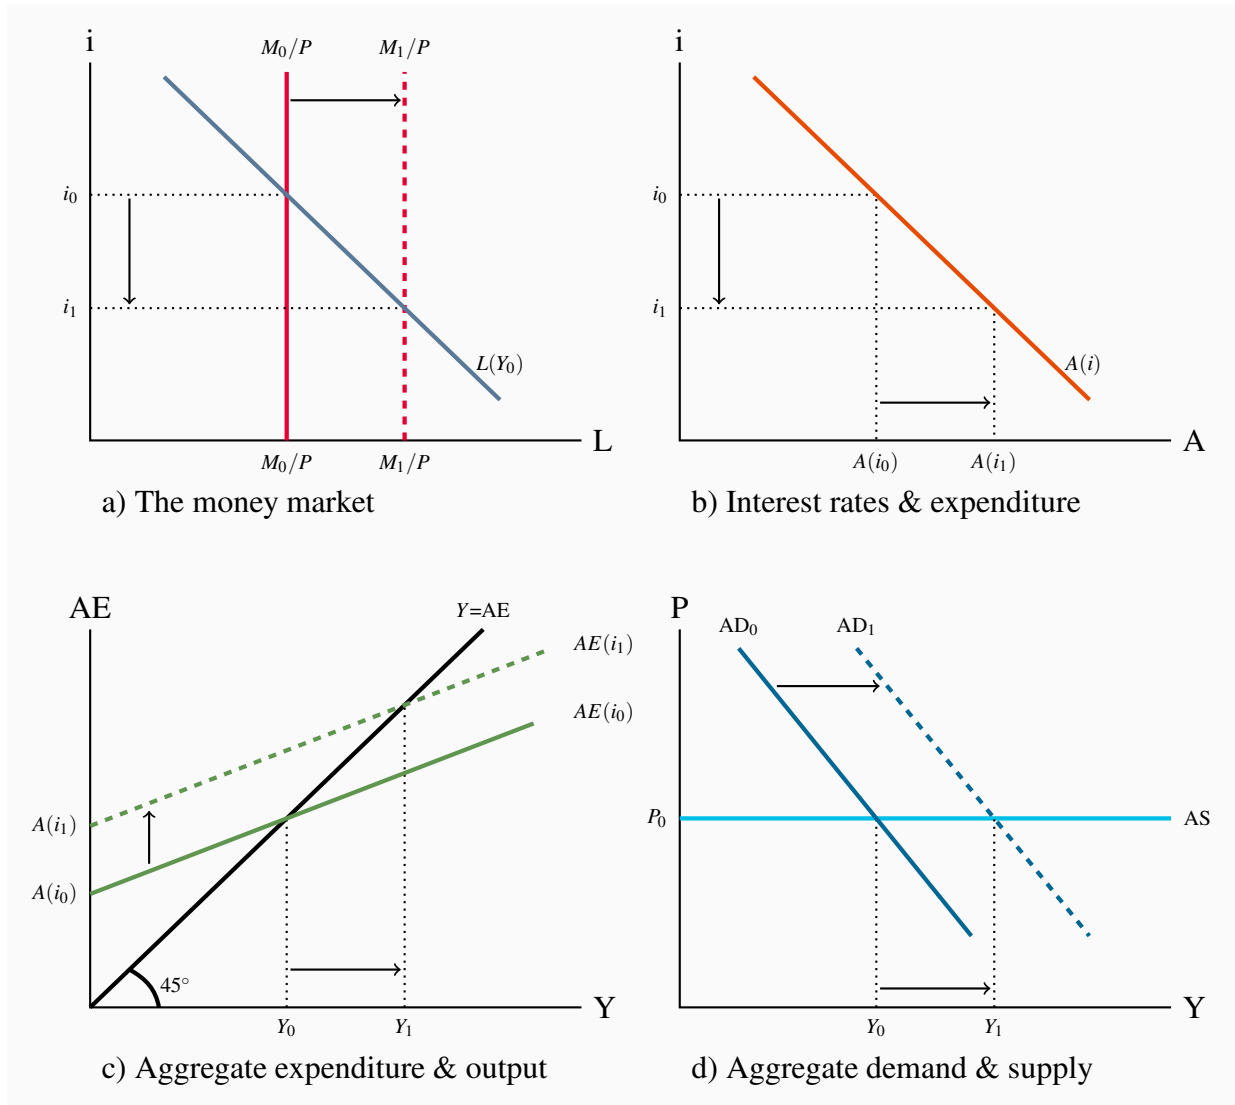 i
M₀/P
M₁/P
i₀
i₁
L(Y₀)
L
M₀/P
M₁/P
a) The money market
i
i₀
i₁
A(i)
A
A(i₀)
A(i₁)
b) Interest rates & expenditure
AE
Y=AE
AE(i₁)
AE(i₀)
A(i₁)
A(i₀)
45°
Y
Y₀
Y₁
c) Aggregate expenditure & output
P
AD₀
AD₁
P₀
AS
Y
Y₀
Y₁
d) Aggregate demand & supply